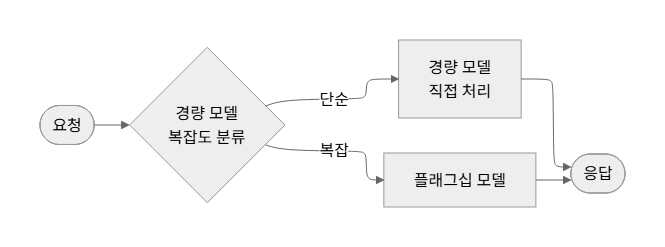 요청
경량 모델
복잡도 분류
단순
경량 모델
직접 처리
복잡
플래그십 모델
응답